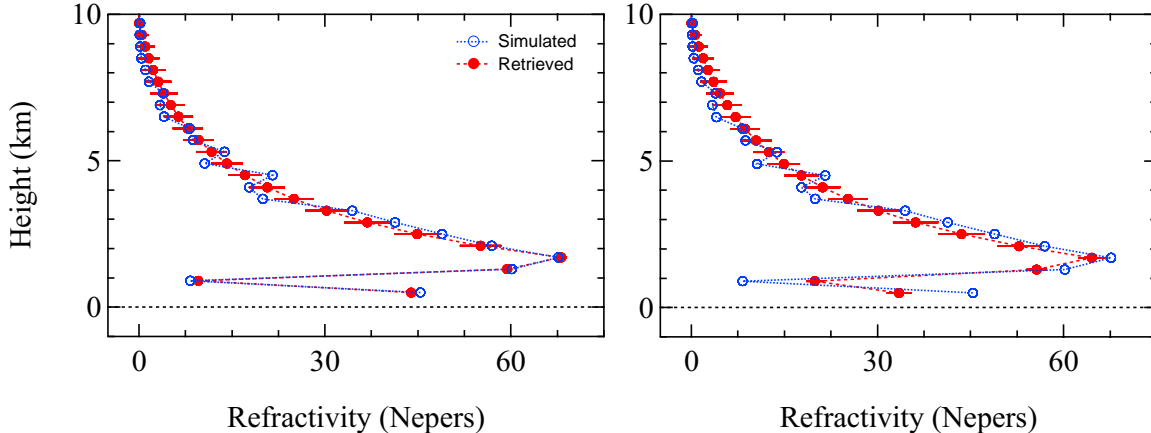 10
5
0
Height (km)
Simulated
Retrieved
0 30 60
Refractivity (Nepers)
10
5
0
0 30 60
Refractivity (Nepers)